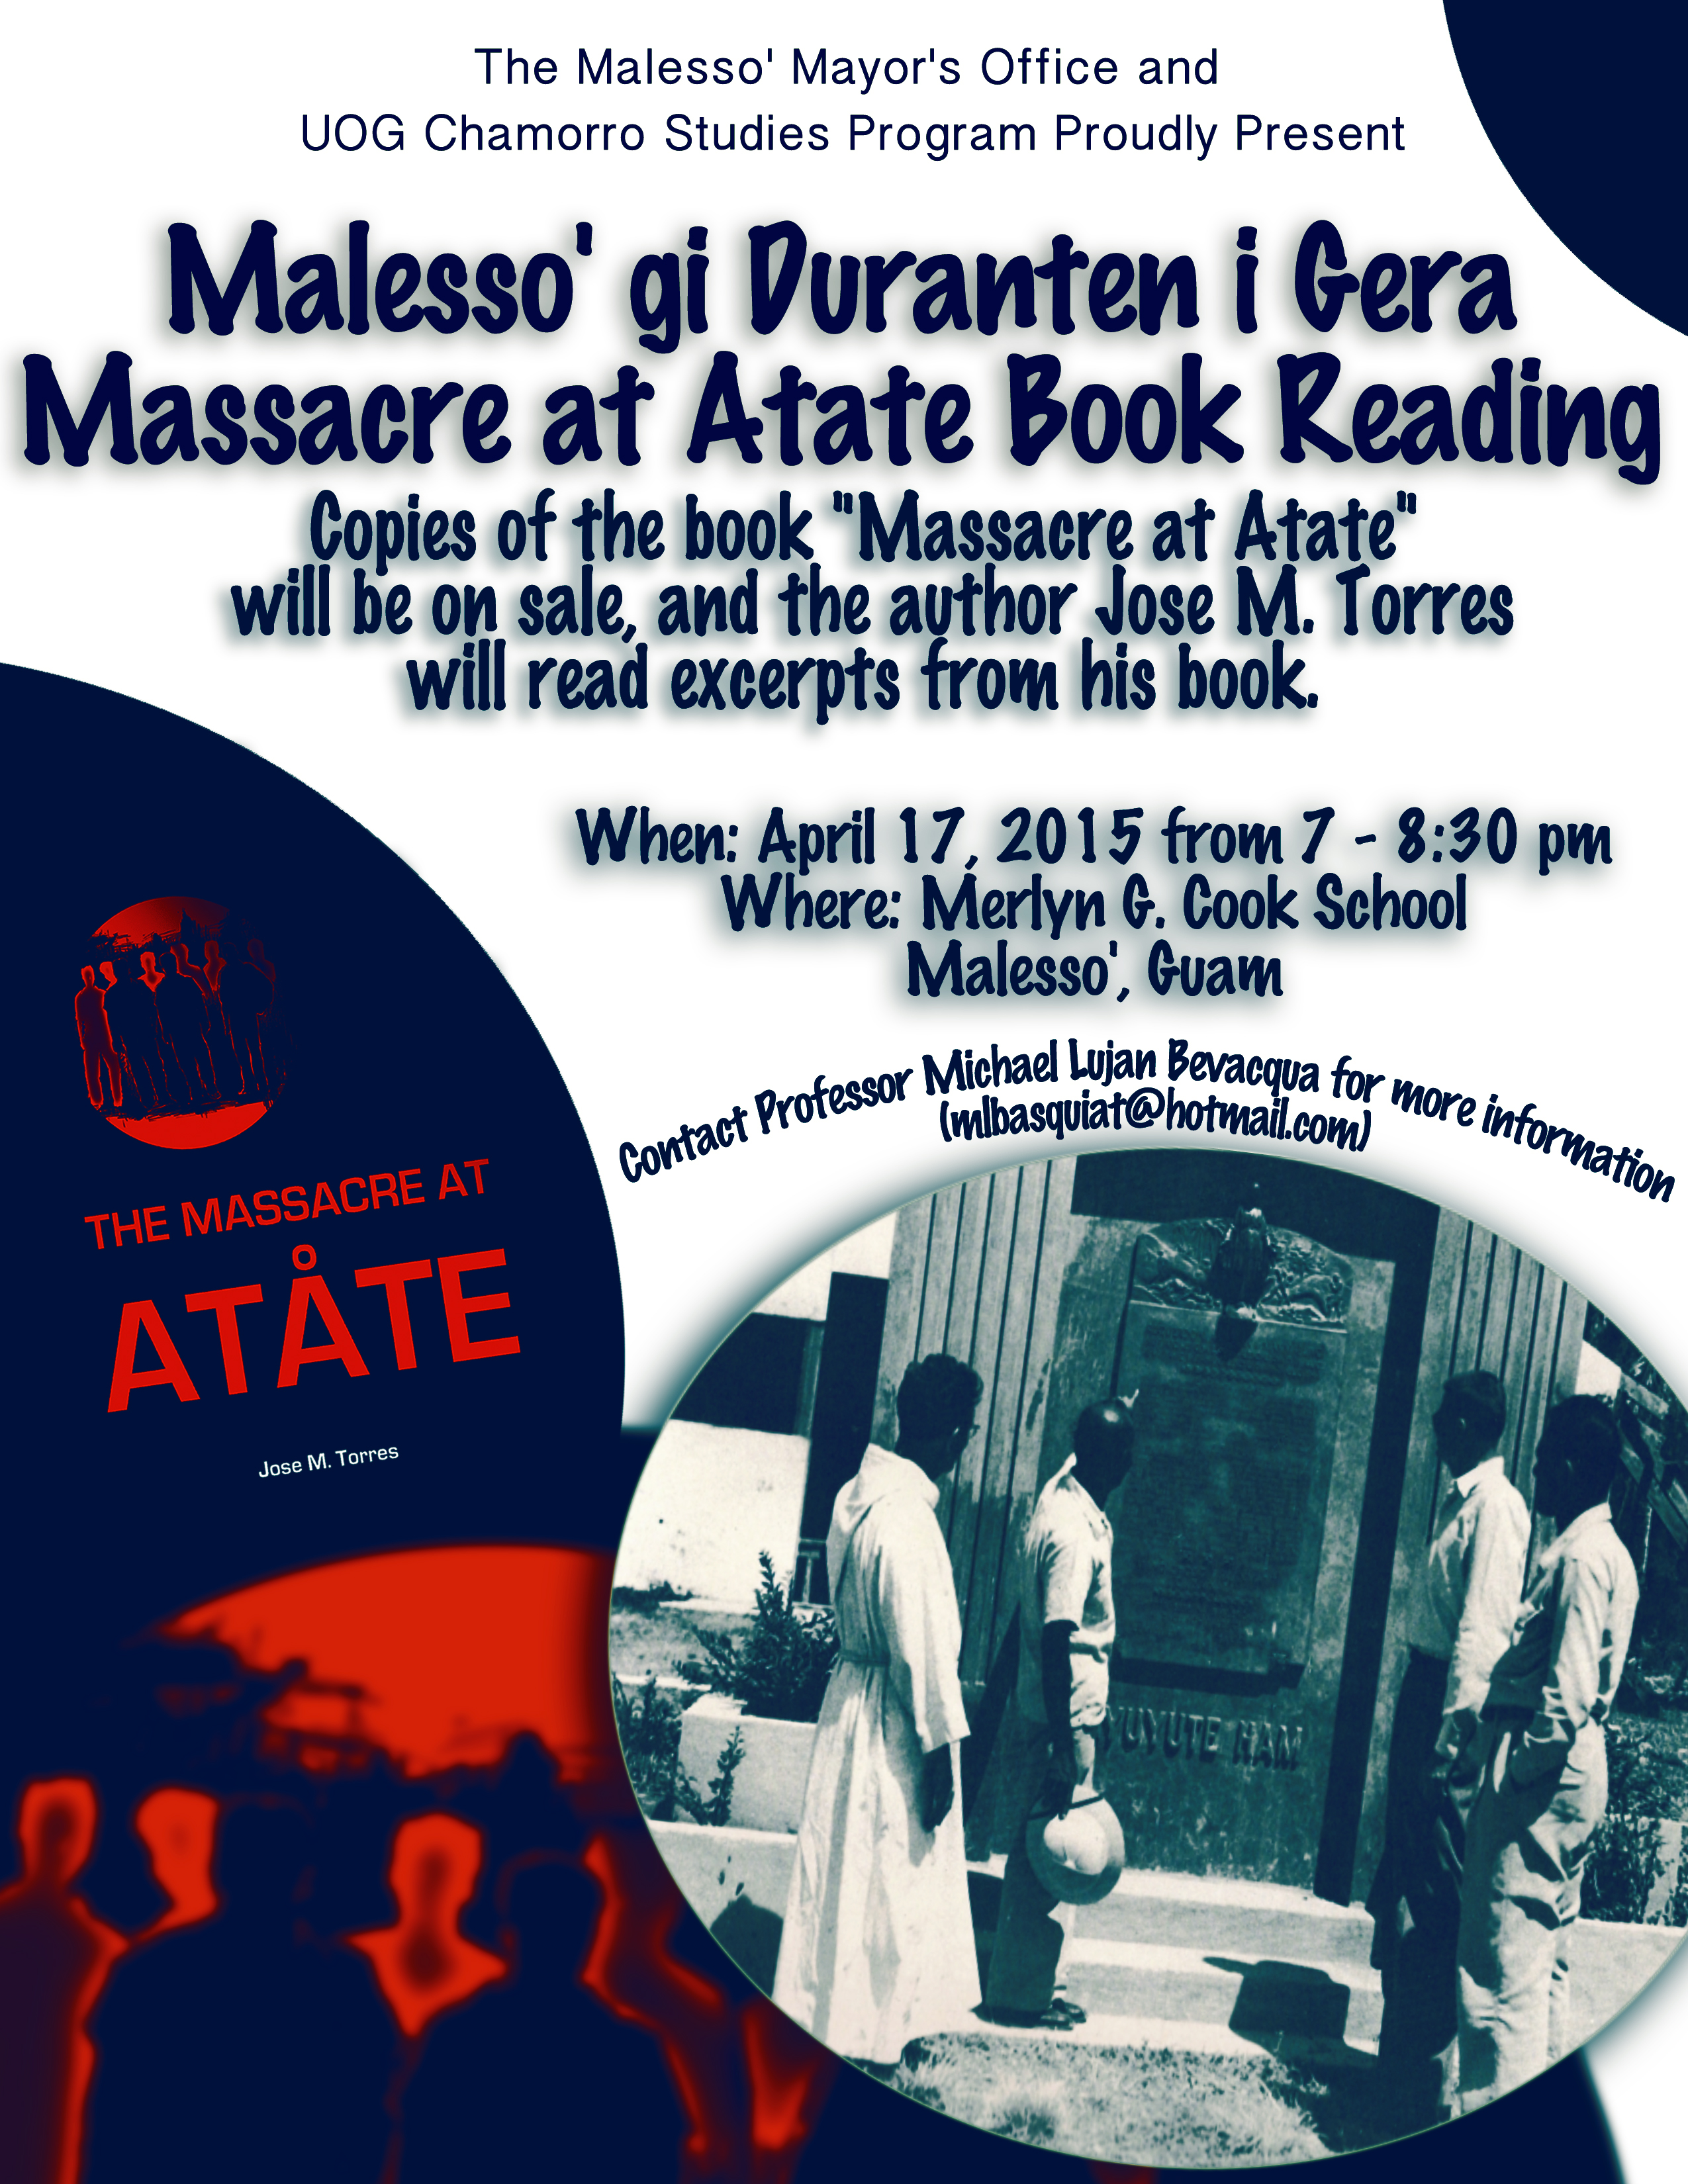 The Malesso' Mayor's Office and
UOG Chamorro Studies Program Proudly Present
Malesso' gi Duranten i Gera
Massacre at Atate Book Reading
Copies of the book "Massacre at Atate"
will be on sale, and the author Jose M. Torres
will read excerpts from his book.
When: April 17, 2015 from 7 - 8:30 pm
Where: Merlyn G. Cook School
Malesso', Guam
Contact Professor Michael Lujan Bevacqua for more information
(mlbasquiat@hotmail.com)
THE MASSACRE AT
ATÅTE
Jose M. Torres